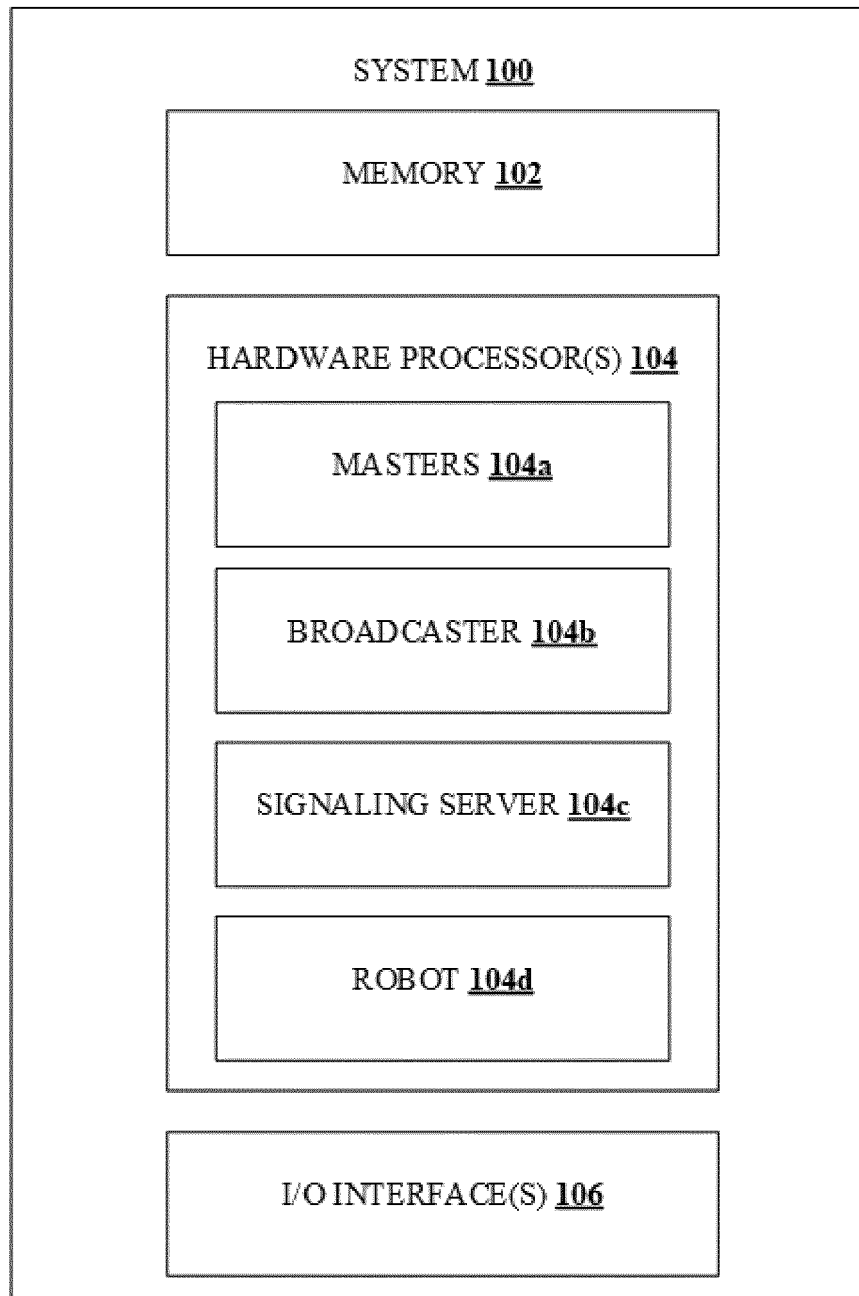 SYSTEM 100
MEMORY 102
HARDWARE PROCESSOR(S) 104
MASTERS 104a
BROADCASTER 104b
SIGNALING SERVER 104c
ROBOT 104d
I/O INTERFACE(S) 106